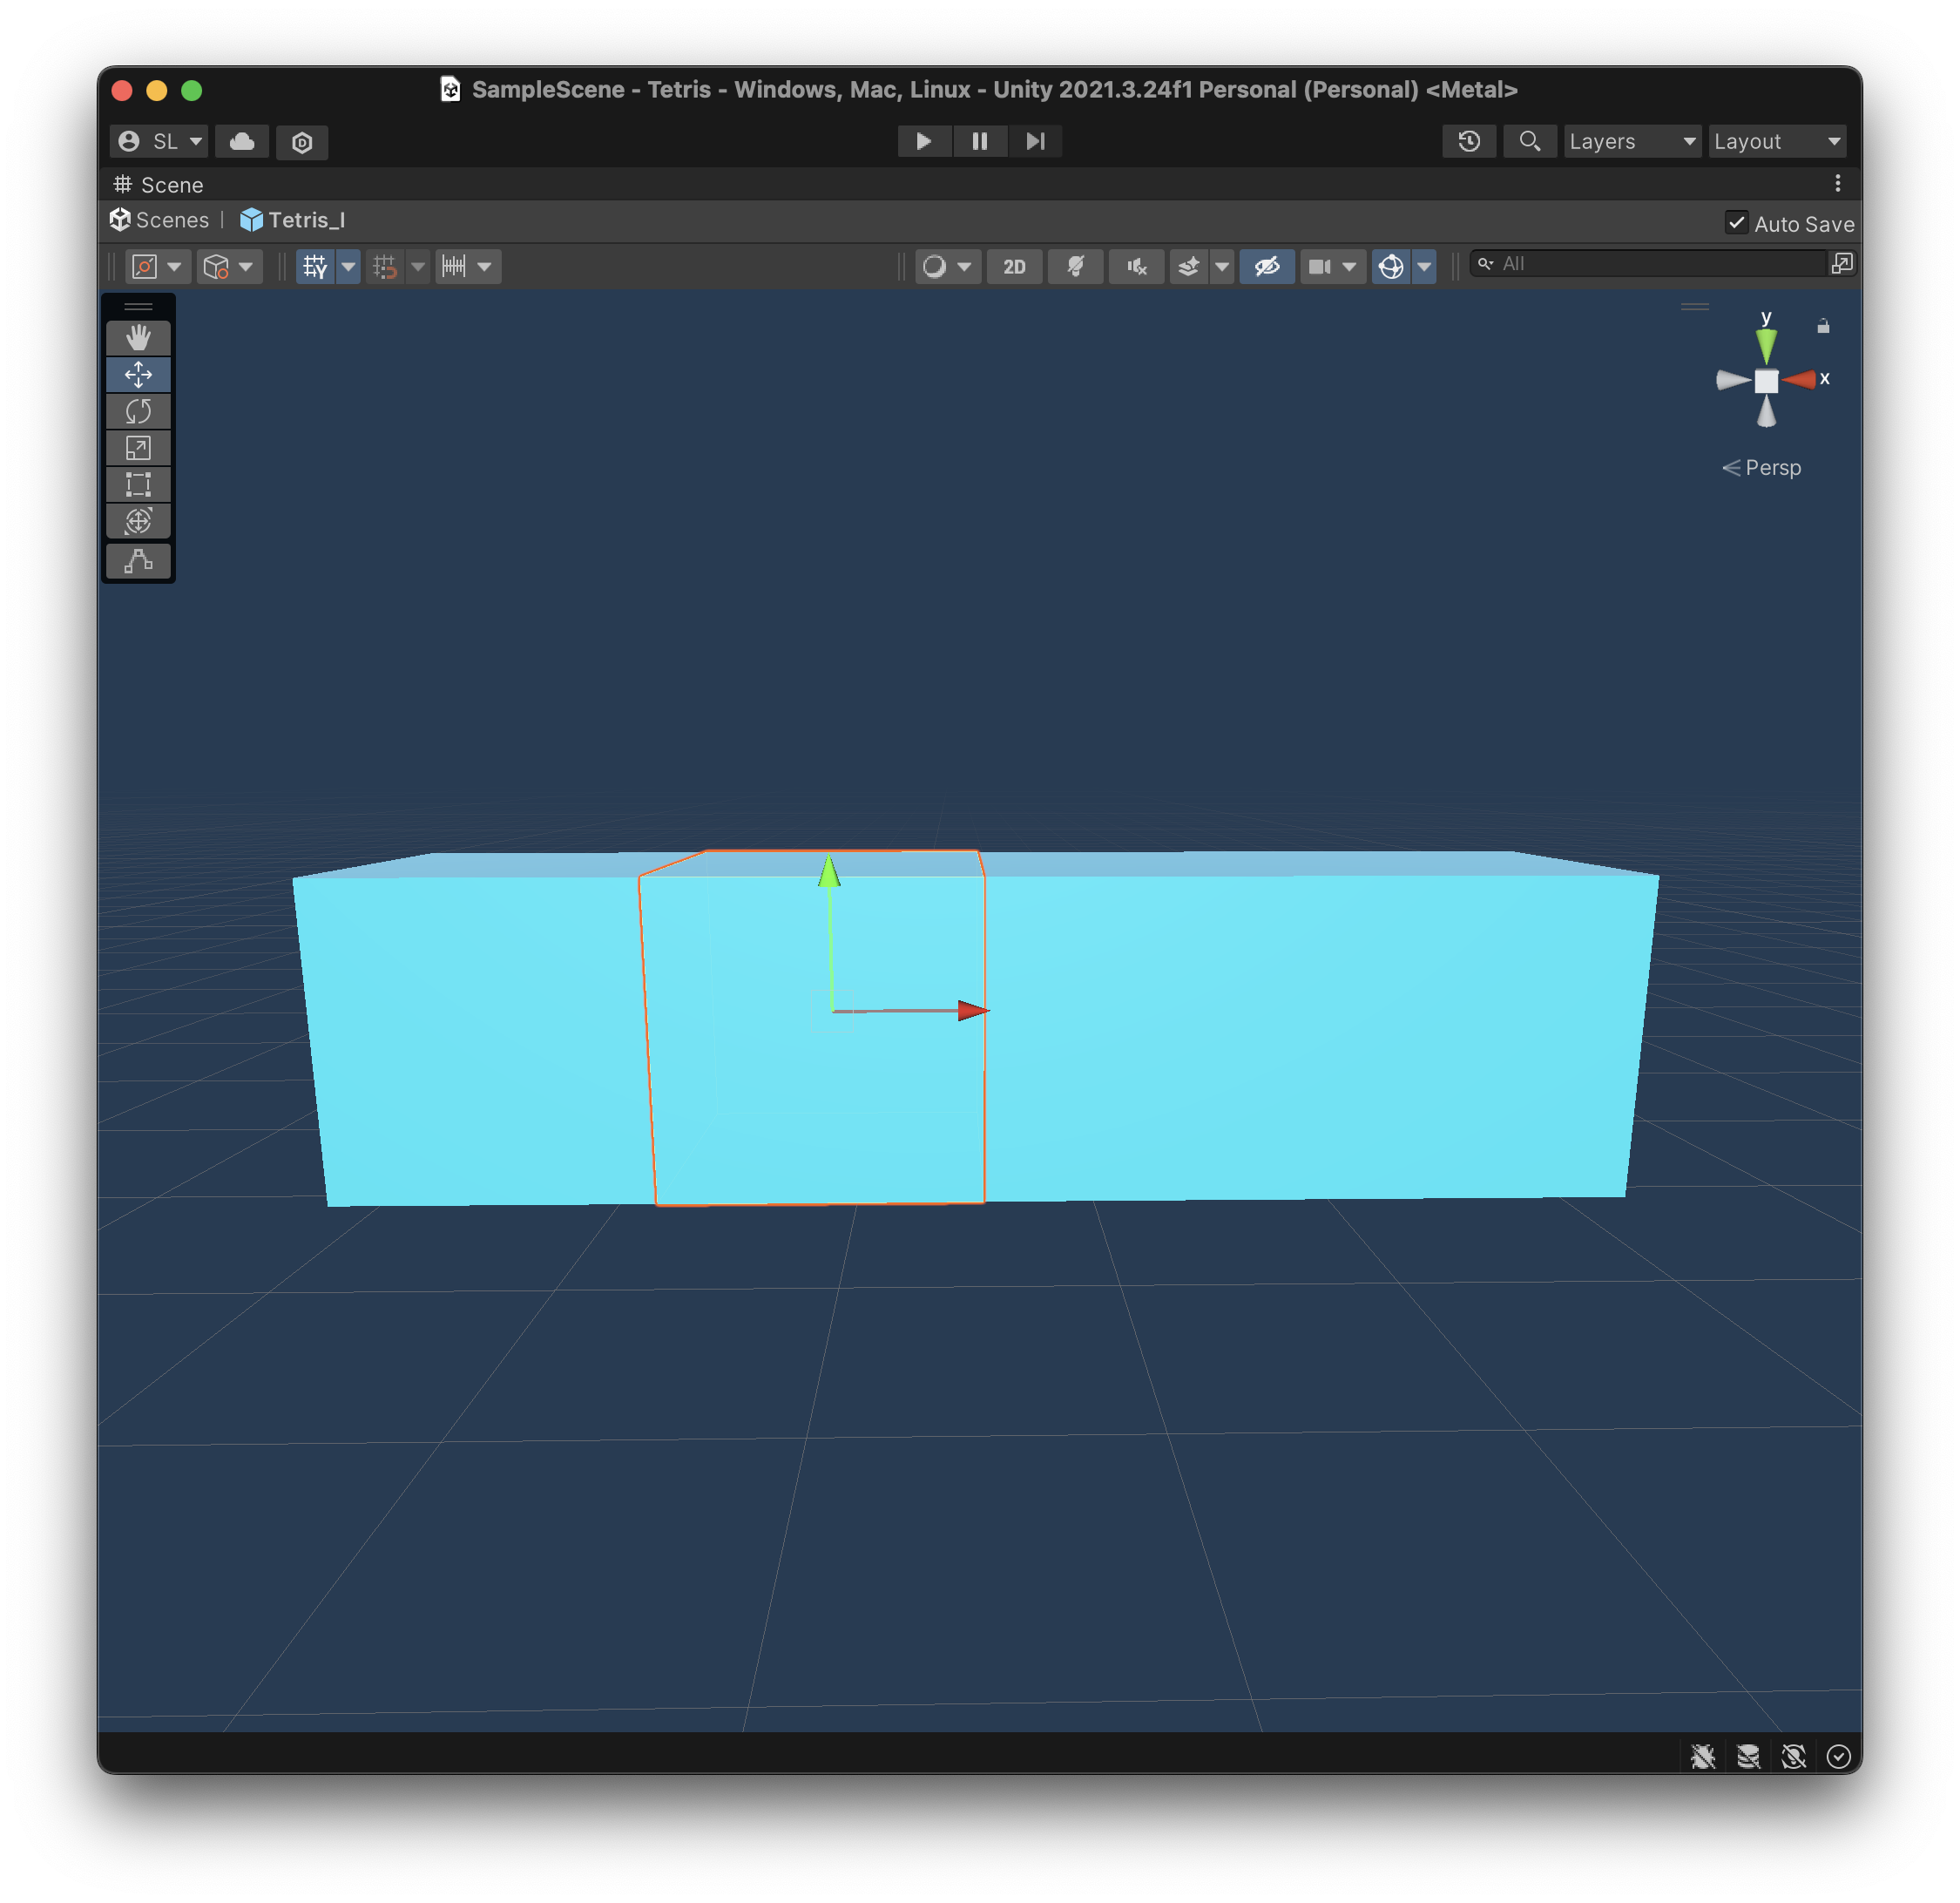 SampleScene - Tetris - Windows, Mac, Linux - Unity 2021.3.24f1 Personal (Personal) <Metal>
SL Layers Layout
Scene
Scenes | Tetris_I Auto Save
Y 2D All
y
x
Persp